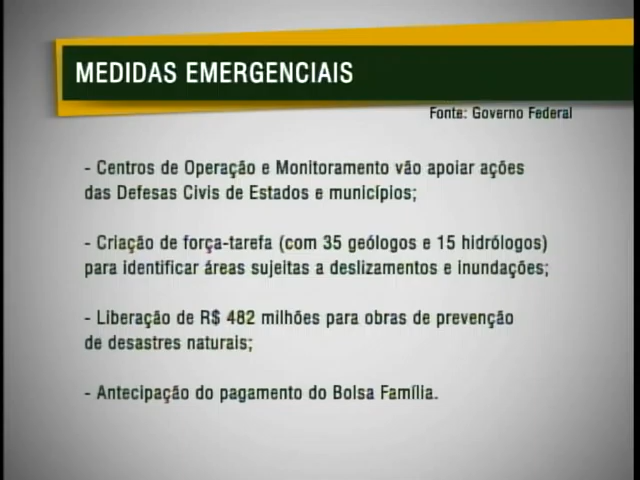 MEDIDAS EMERGENCIAIS
Fonte: Governo Federal
- Centros de Operação e Monitoramento vão apoiar ações
das Defesas Civis de Estados e municípios;
- Criação de força-tarefa (com 35 geólogos e 15 hidrólogos)
para identificar áreas sujeitas a deslizamentos e inundações;
- Liberação de R$ 482 milhões para obras de prevenção
de desastres naturais;
- Antecipação do pagamento do Bolsa Família.